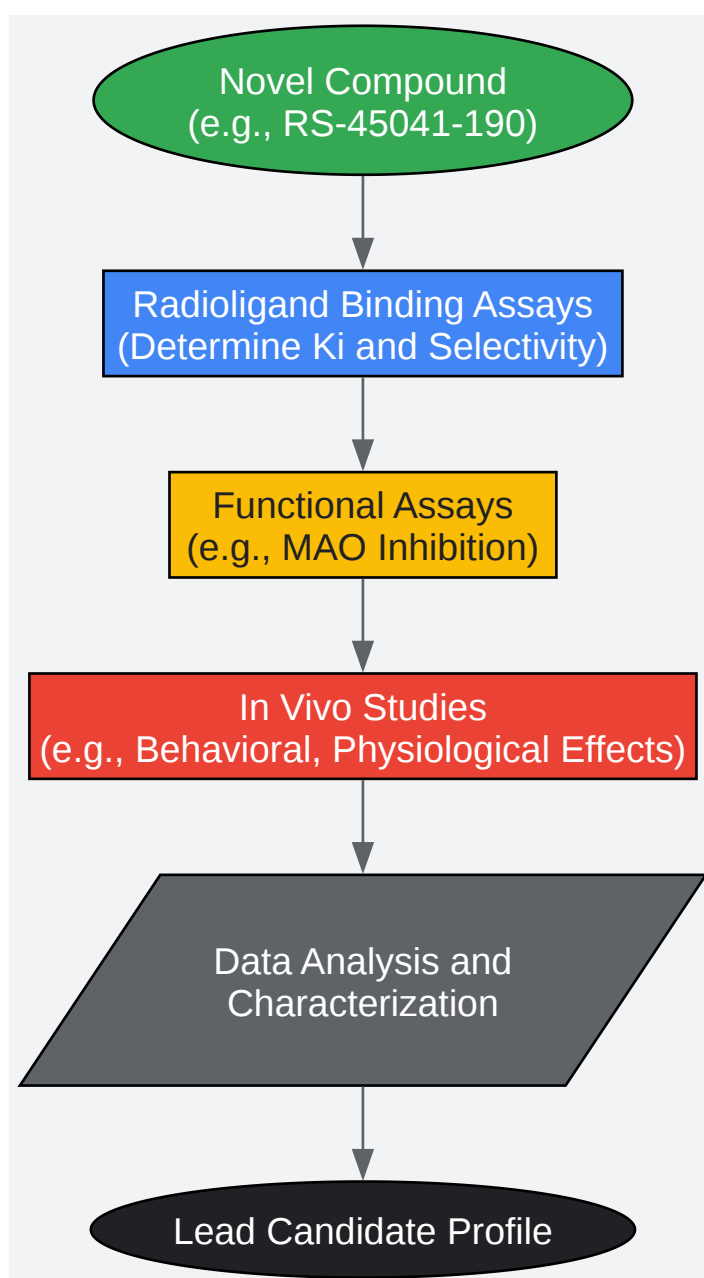 Novel Compound
(e.g., RS-45041-190)
Radioligand Binding Assays
(Determine Ki and Selectivity)
Functional Assays
(e.g., MAO Inhibition)
In Vivo Studies
(e.g., Behavioral, Physiological Effects)
Data Analysis and
Characterization
Lead Candidate Profile